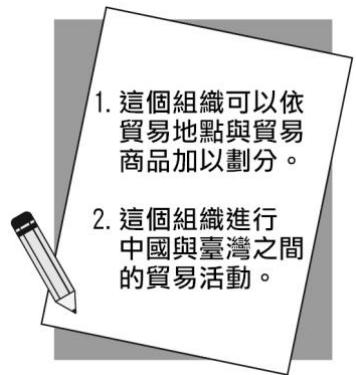 1. 這個組織可以依
貿易地點與貿易
商品加以劃分。
2. 這個組織進行
中國與臺灣之間
的貿易活動。